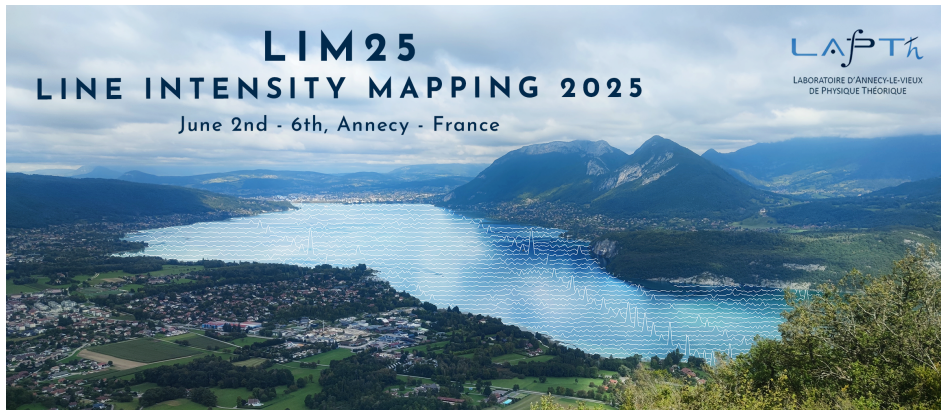 LIM25
LINE INTENSITY MAPPING 2025
June 2nd - 6th, Annecy - France
LAPTh
LABORATOIRE D'ANNECY-LE-VIEUX
DE PHYSIQUE THÉORIQUE